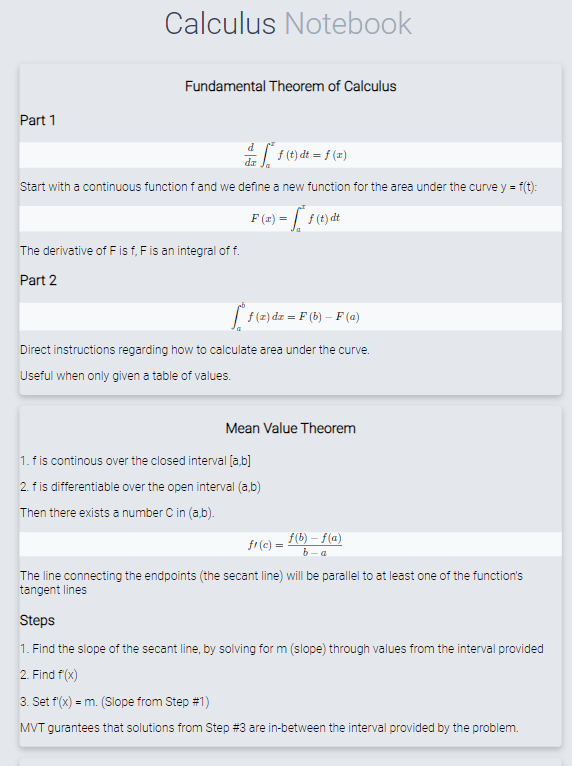 Calculus Notebook
Fundamental Theorem of Calculus
Part 1
d/dx ∫_a^x f (t) dt = f (x)
Start with a continuous function f and we define a new function for the area under the curve y = f(t):
F (x) = ∫_a^x f (t) dt
The derivative of F is f, F is an integral of f.
Part 2
∫_a^b f (x) dx = F (b) − F (a)
Direct instructions regarding how to calculate area under the curve.
Useful when only given a table of values.
Mean Value Theorem
1. f is continous over the closed interval [a,b]
2. f is differentiable over the open interval (a,b)
Then there exists a number C in (a,b).
f′(c) = (f(b) − f(a))/(b − a)
The line connecting the endpoints (the secant line) will be parallel to at least one of the function's
tangent lines
Steps
1. Find the slope of the secant line, by solving for m (slope) through values from the interval provided
2. Find f'(x)
3. Set f'(x) = m. (Slope from Step #1)
MVT gurantees that solutions from Step #3 are in-between the interval provided by the problem.